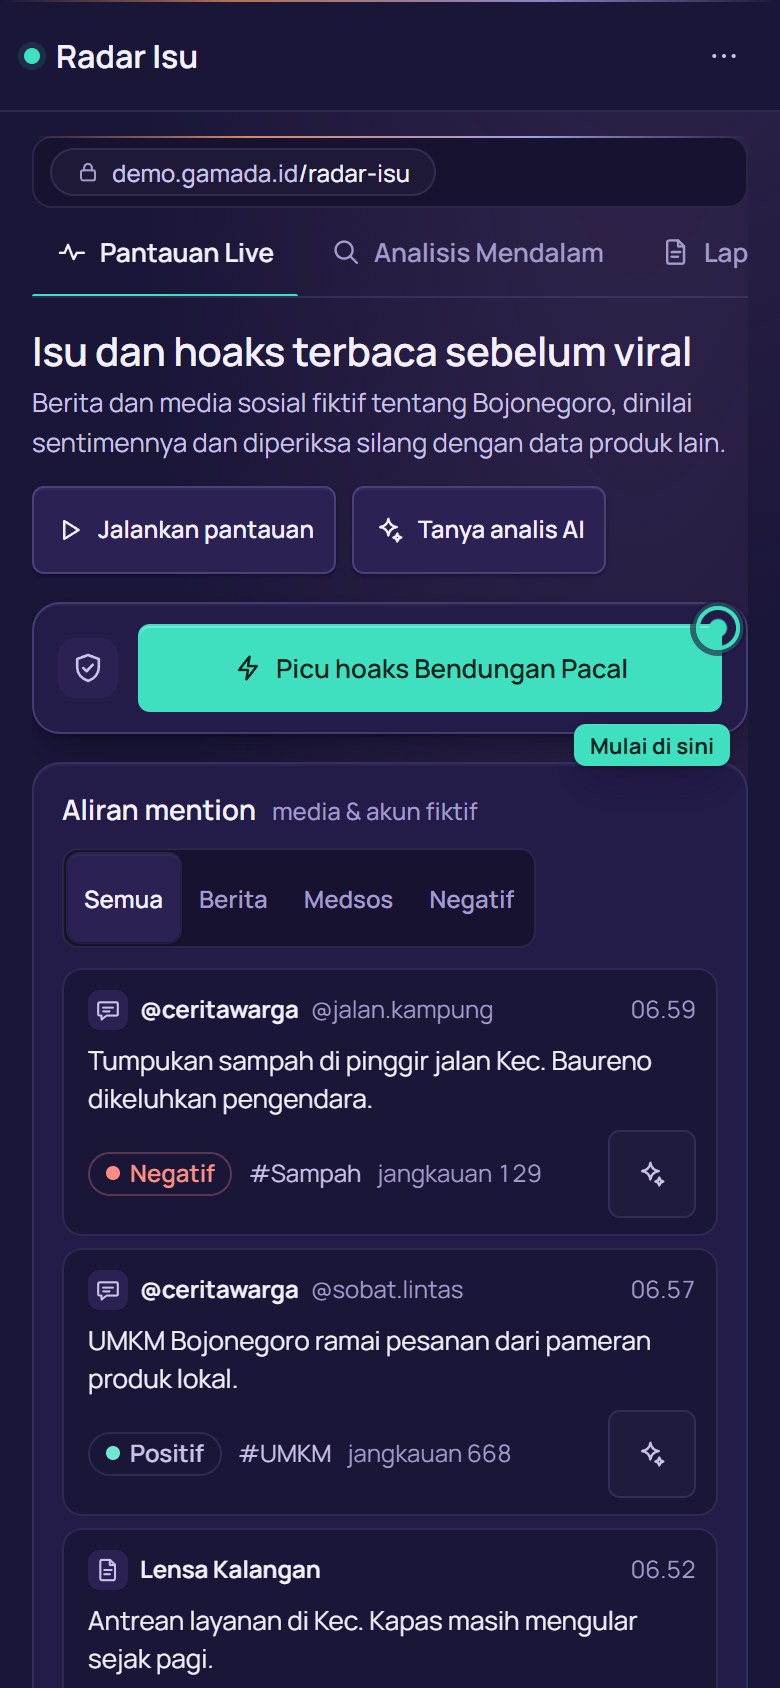 Radar Isu
demo.gamada.id/radar-isu
Pantauan Live Analisis Mendalam Lap
Isu dan hoaks terbaca sebelum viral
Berita dan media sosial fiktif tentang Bojonegoro, dinilai
sentimennya dan diperiksa silang dengan data produk lain.
Jalankan pantauan Tanya analis AI
Picu hoaks Bendungan Pacal
Mulai di sini
Aliran mention media & akun fiktif
Semua Berita Medsos Negatif
@ceritawarga @jalan.kampung 06.59
Tumpukan sampah di pinggir jalan Kec. Baureno
dikeluhkan pengendara.
Negatif #Sampah jangkauan 129
@ceritawarga @sobat.lintas 06.57
UMKM Bojonegoro ramai pesanan dari pameran
produk lokal.
Positif #UMKM jangkauan 668
Lensa Kalangan 06.52
Antrean layanan di Kec. Kapas masih mengular
sejak pagi.